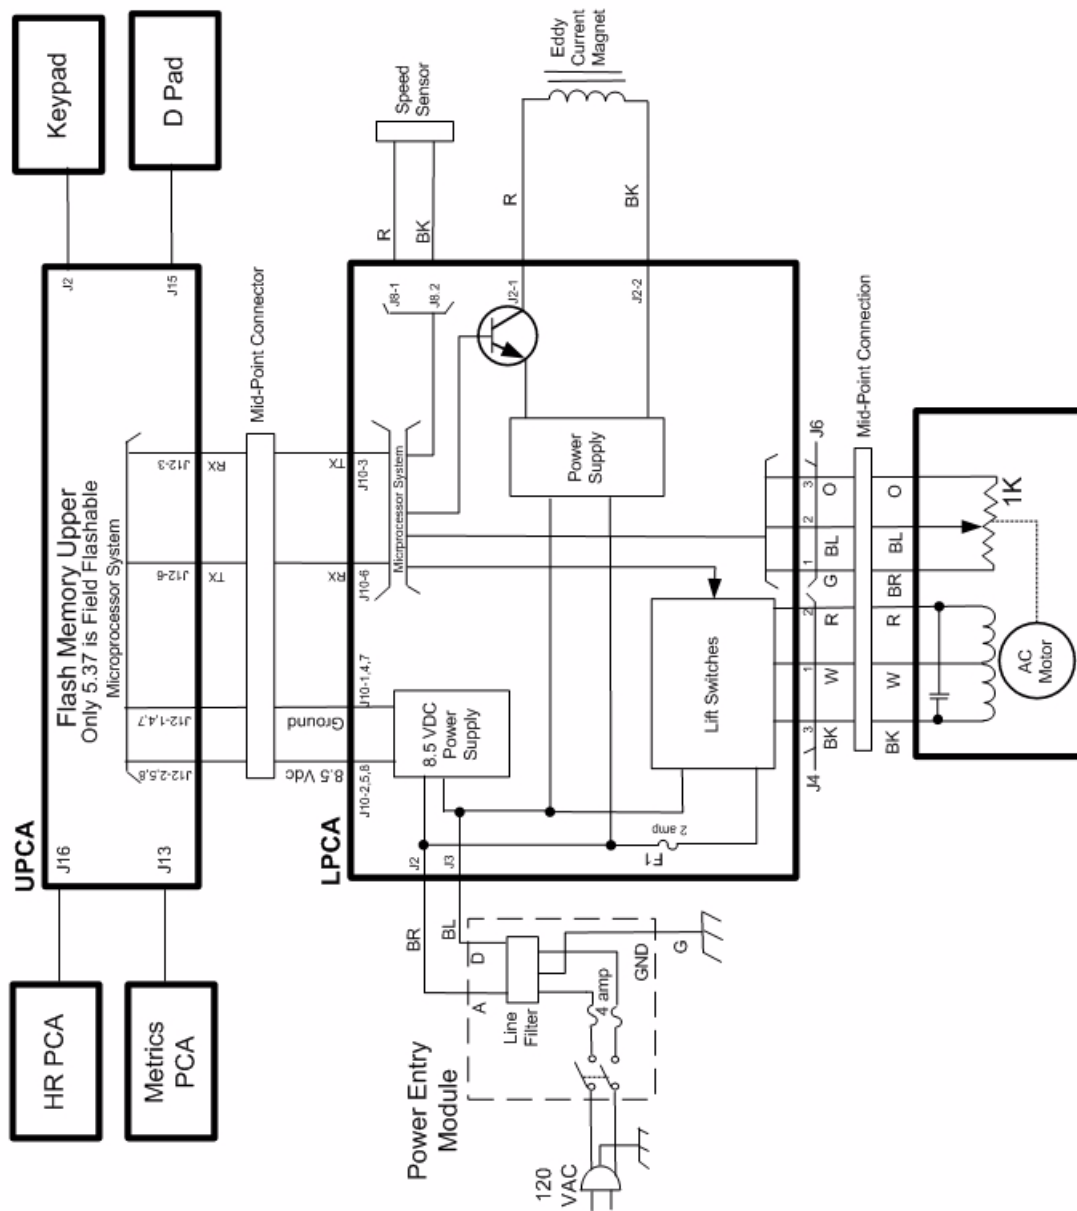 Keypad
D Pad
HR PCA
Metrics
PCA
UPCA
J2
J15
J16
J13
Flash Memory Upper
Only 5.37 is Field Flashable
Microprocessor System
J12-3
J12-6
J12-1,4,7
J12-2,5,8
RX
TX
Mid-Point Connector
TX
RX
Ground
8.5 Vdc
J10-3
J10-6
J10-1,4,7
J10-2,5,8
LPCA
Micrprocessor System
8.5 VDC
Power
Supply
J8-1
J8.2
R
BK
Speed
Sensor
J2-1
J2-2
R
BK
Eddy
Current
Magnet
Power
Supply
Lift Switches
F1
2 amp
J2
J3
BR
BL
A
D
Line
Filter
4 amp
GND
G
Power Entry
Module
120
VAC
J6
3
2
1
O
BL
G
J4
2
1
3
R
W
BK
Mid-Point Connection
O
BL
BR
R
W
BK
1K
AC
Motor